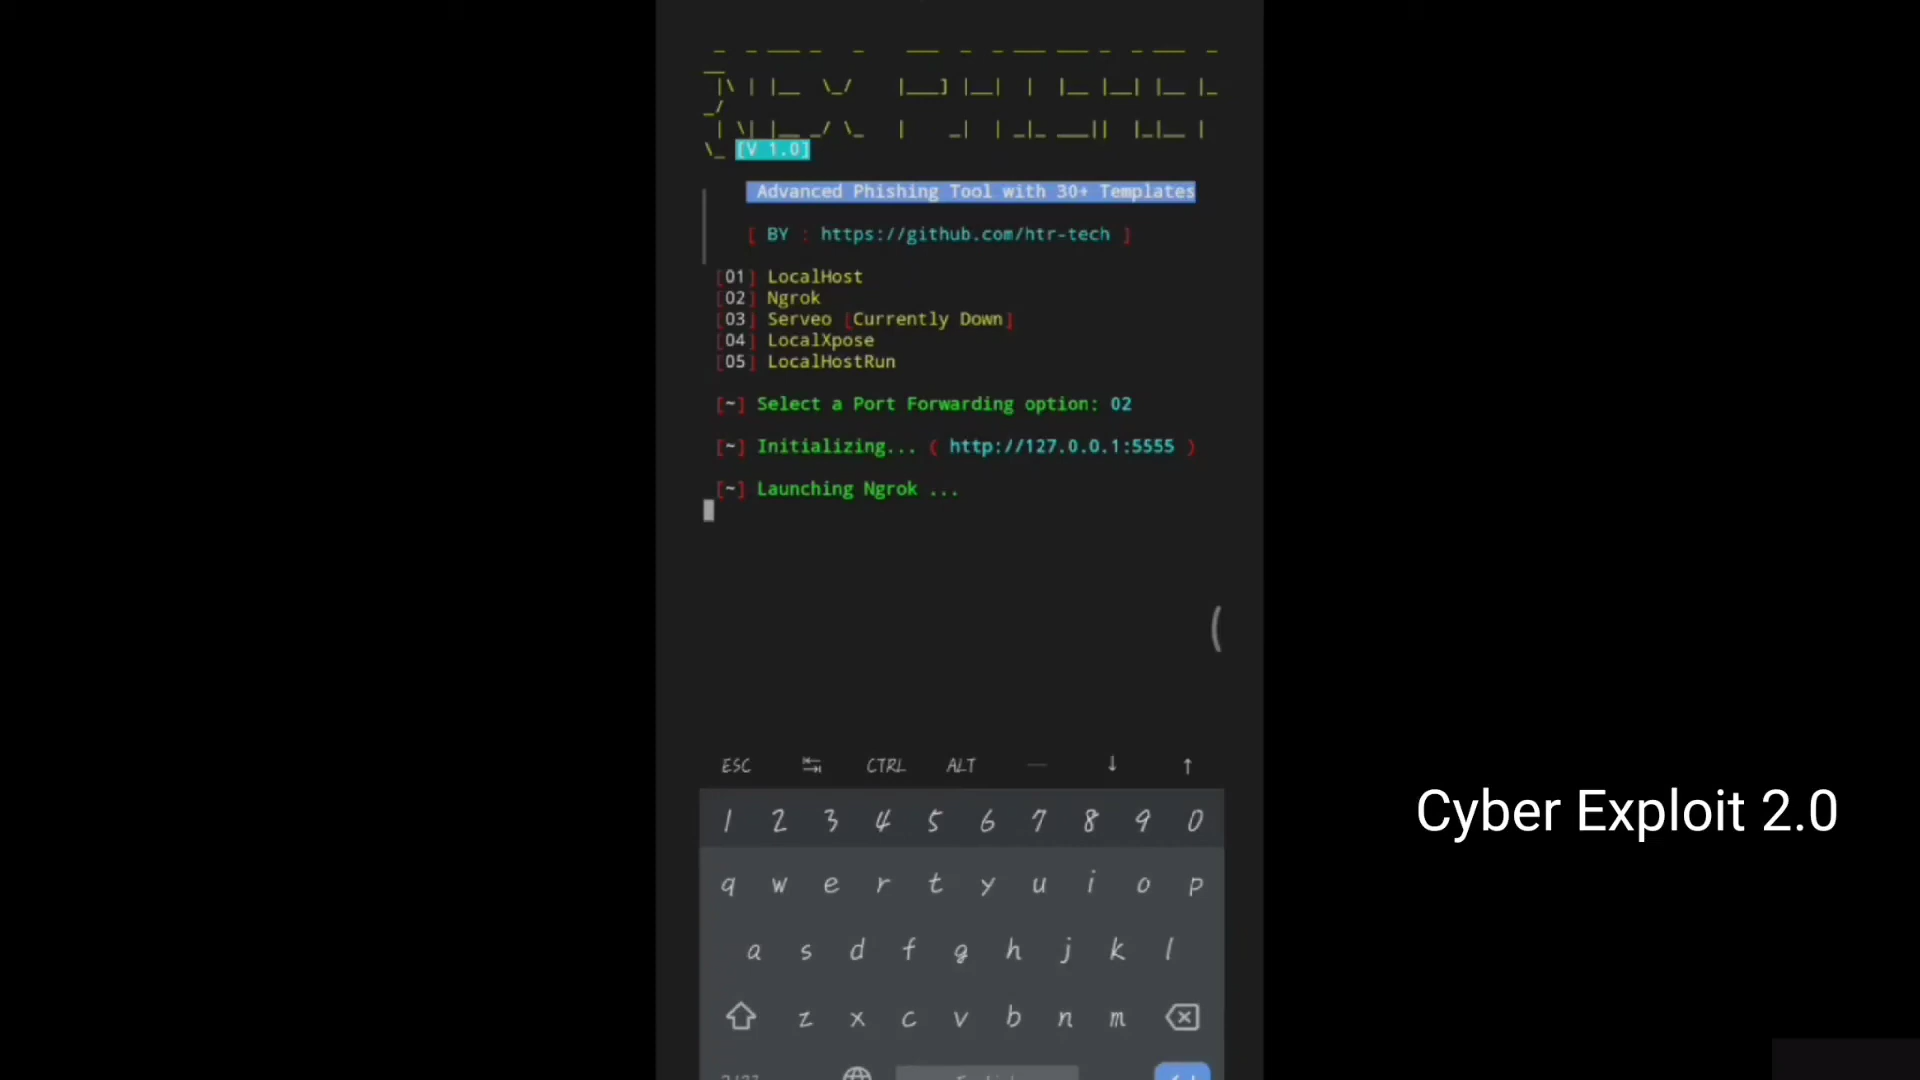 [V 1.0]
Advanced Phishing Tool with 30+ Templates
[ BY : https://github.com/htr-tech ]
[01] LocalHost
[02] Ngrok
[03] Serveo [Currently Down]
[04] LocalXpose
[05] LocalHostRun
[~] Select a Port Forwarding option: 02
[~] Initializing... ( http://127.0.0.1:5555 )
[~] Launching Ngrok ...
ESC CTRL ALT — ↓ ↑
1 2 3 4 5 6 7 8 9 0
Cyber Exploit 2.0
q w e r t y u i o p
a s d f g h j k l
z x c v b n m